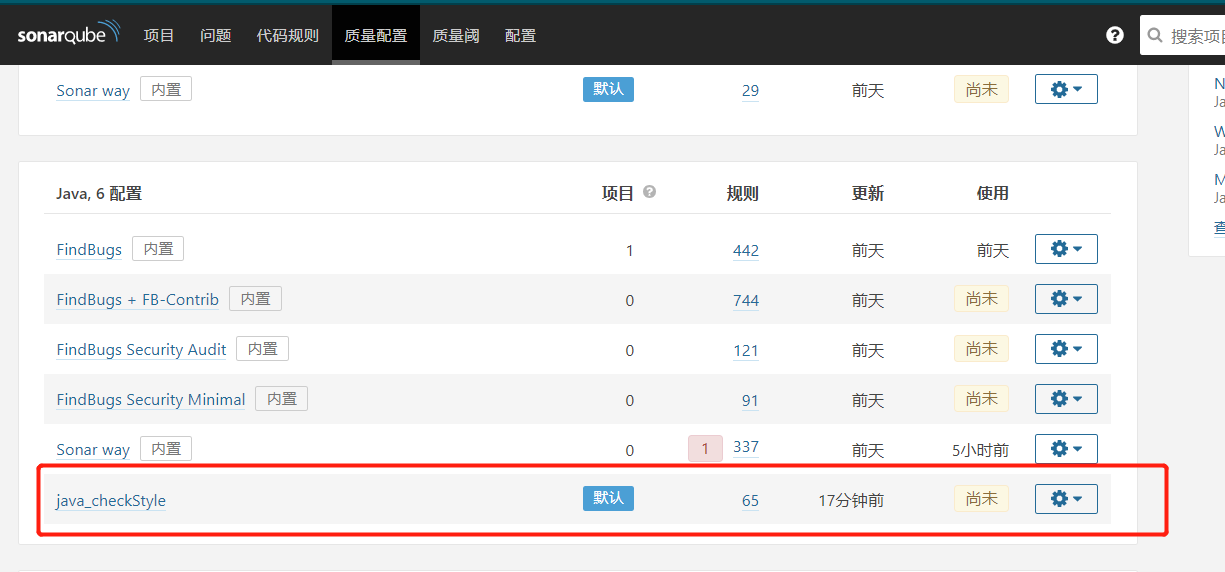 sonarqube 项目 问题 代码规则 质量配置 质量阈 配置 ? 搜索项目
Sonar way 内置 默认 29 前天 尚未
N
Ja
W
Ja
M
Ja
查
Java, 6 配置 项目 ? 规则 更新 使用
FindBugs 内置 1 442 前天 前天
FindBugs + FB-Contrib 内置 0 744 前天 尚未
FindBugs Security Audit 内置 0 121 前天 尚未
FindBugs Security Minimal 内置 0 91 前天 尚未
Sonar way 内置 0 1 337 前天 5小时前
java_checkStyle 默认 65 17分钟前 尚未